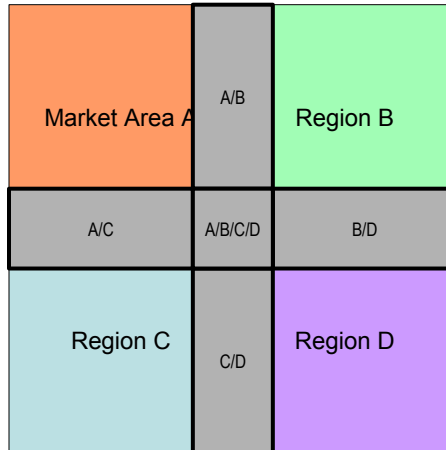 A/B
Market Area A
Region B
A/C
A/B/C/D
B/D
Region C
Region D
C/D